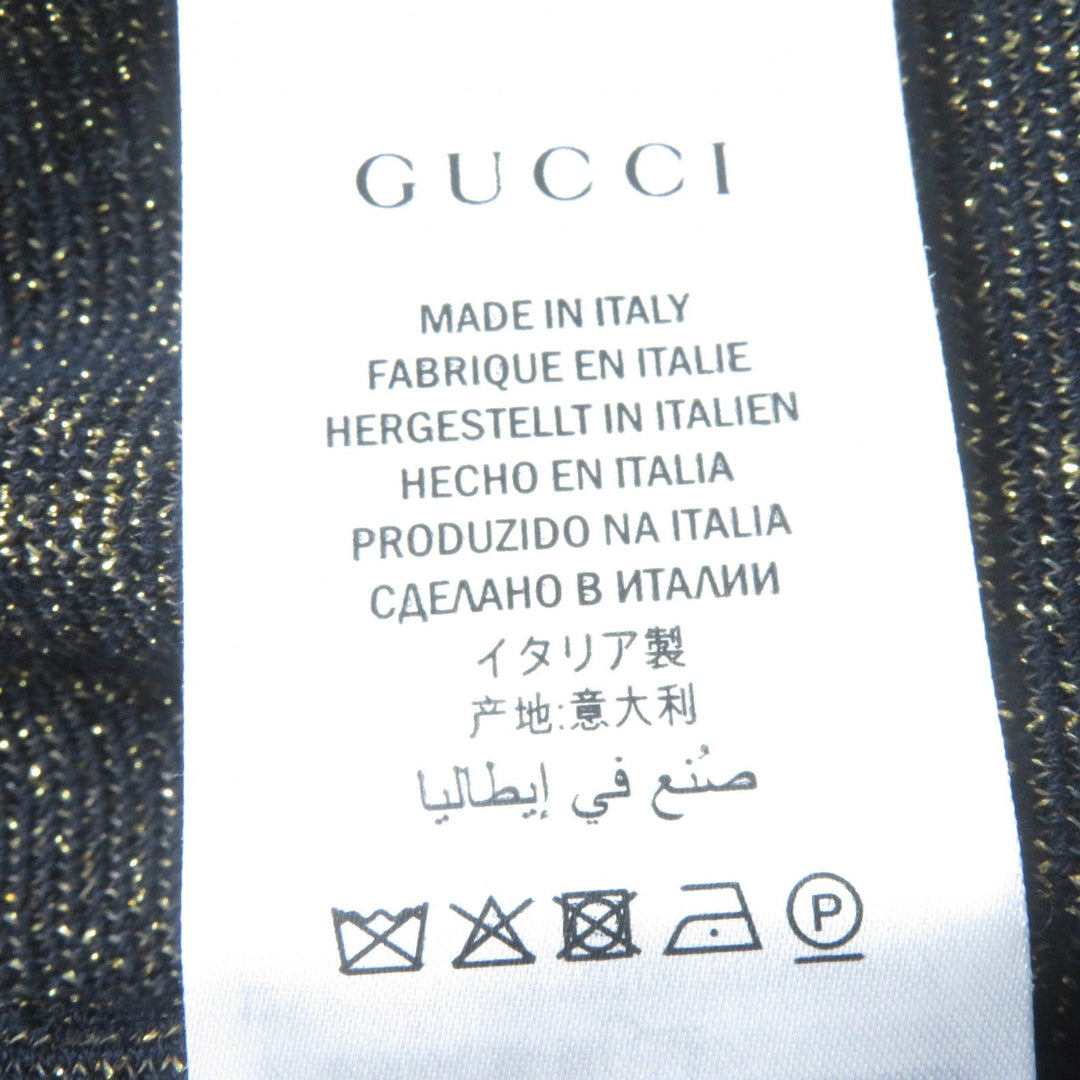 GUCCI
MADE IN ITALY
FABRIQUE EN ITALIE
HERGESTELLT IN ITALIEN
HECHO EN ITALIA
PRODUZIDO NA ITALIA
СДЕЛАНО В ИТАЛИИ
イタリア製
产地:意大利
صُنع في إيطاليا
P